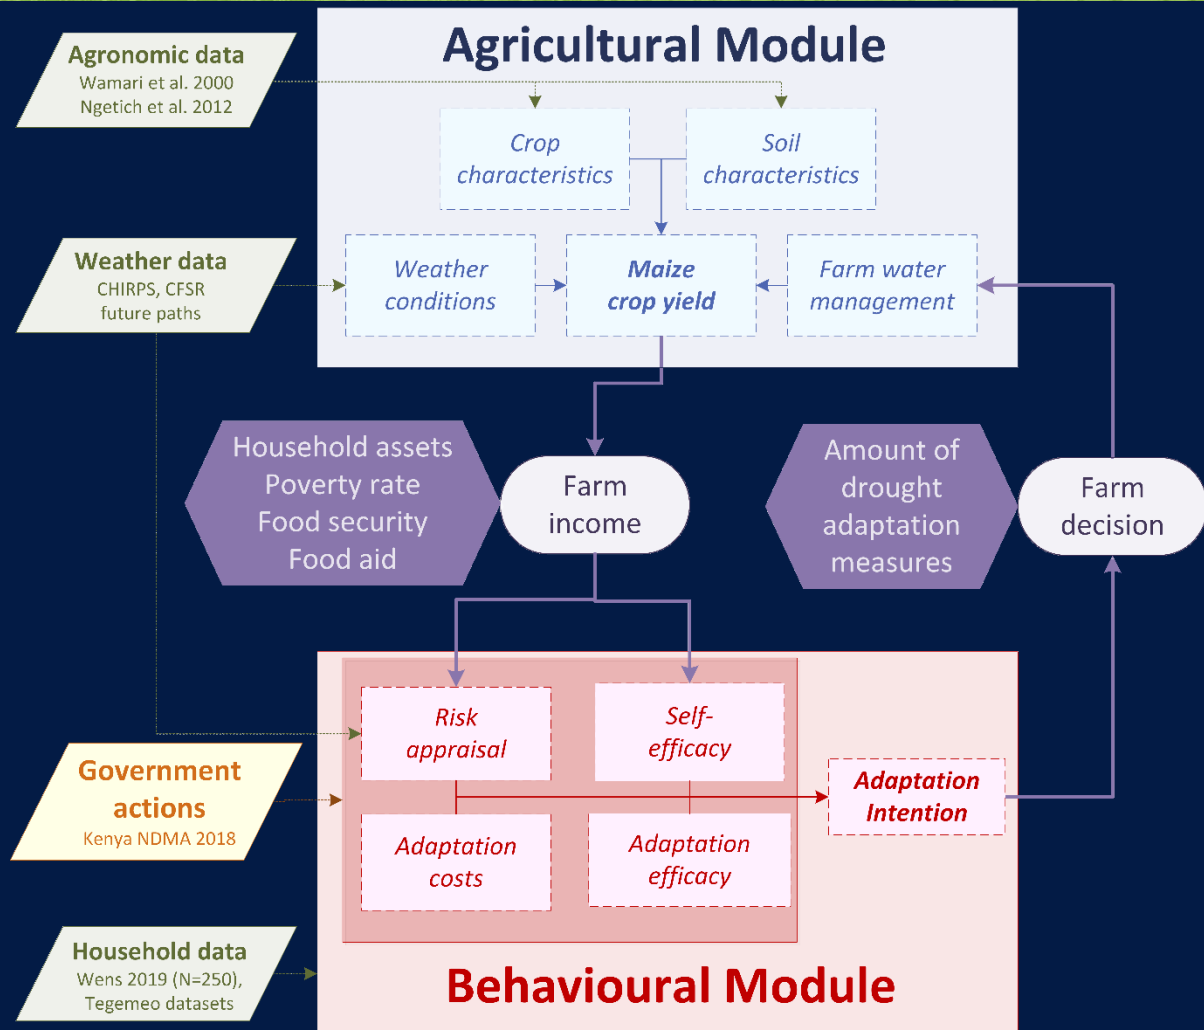 Agricultural Module
Agronomic data
Wamari et al. 2000
Ngetich et al. 2012
Crop
characteristics
Soil
characteristics
Weather data
CHIRPS, CFSR
future paths
Weather
conditions
Maize
crop yield
Farm water
management
Household assets
Poverty rate
Food security
Food aid
Farm
income
Amount of
drought
adaptation
measures
Farm
decision
Risk
appraisal
Self-
efficacy
Government
actions
Kenya NDMA 2018
Adaptation
Intention
Adaptation
costs
Adaptation
efficacy
Household data
Wens 2019 (N=250),
Tegemeo datasets
Behavioural Module